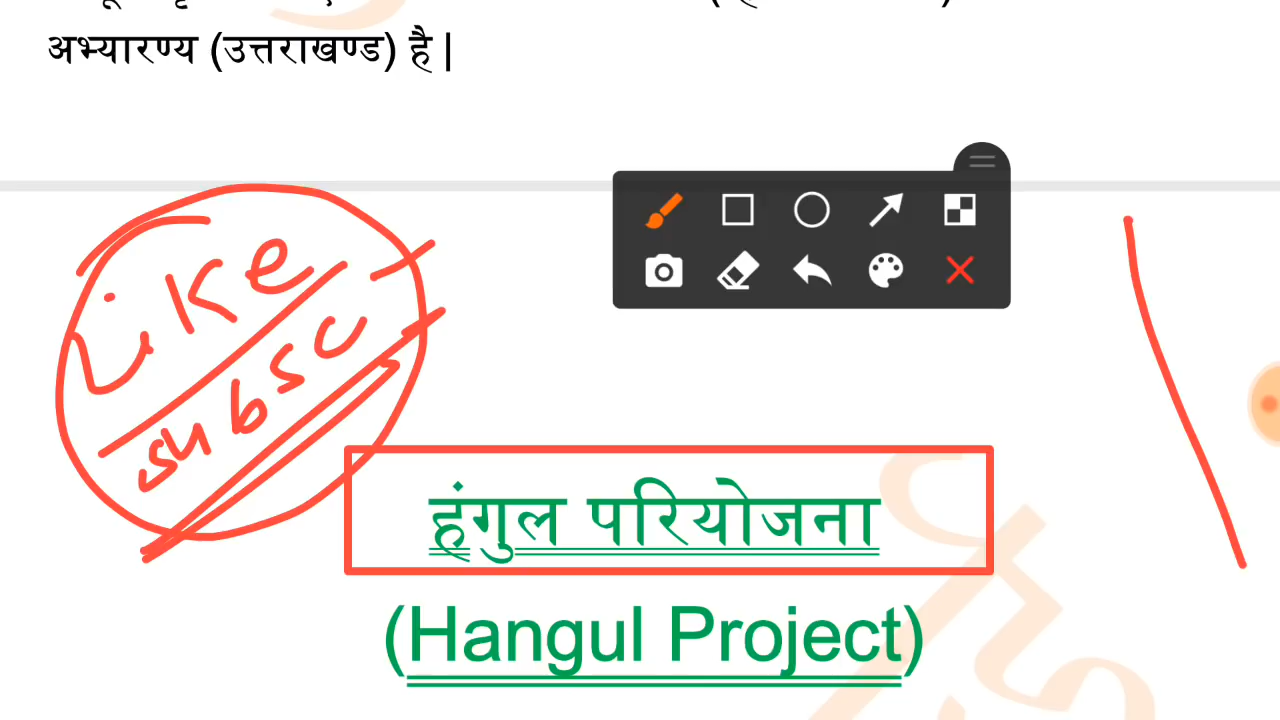 अभ्यारण्य (उत्तराखण्ड) है |
Like
subsc
हंगुल परियोजना
(Hangul Project)